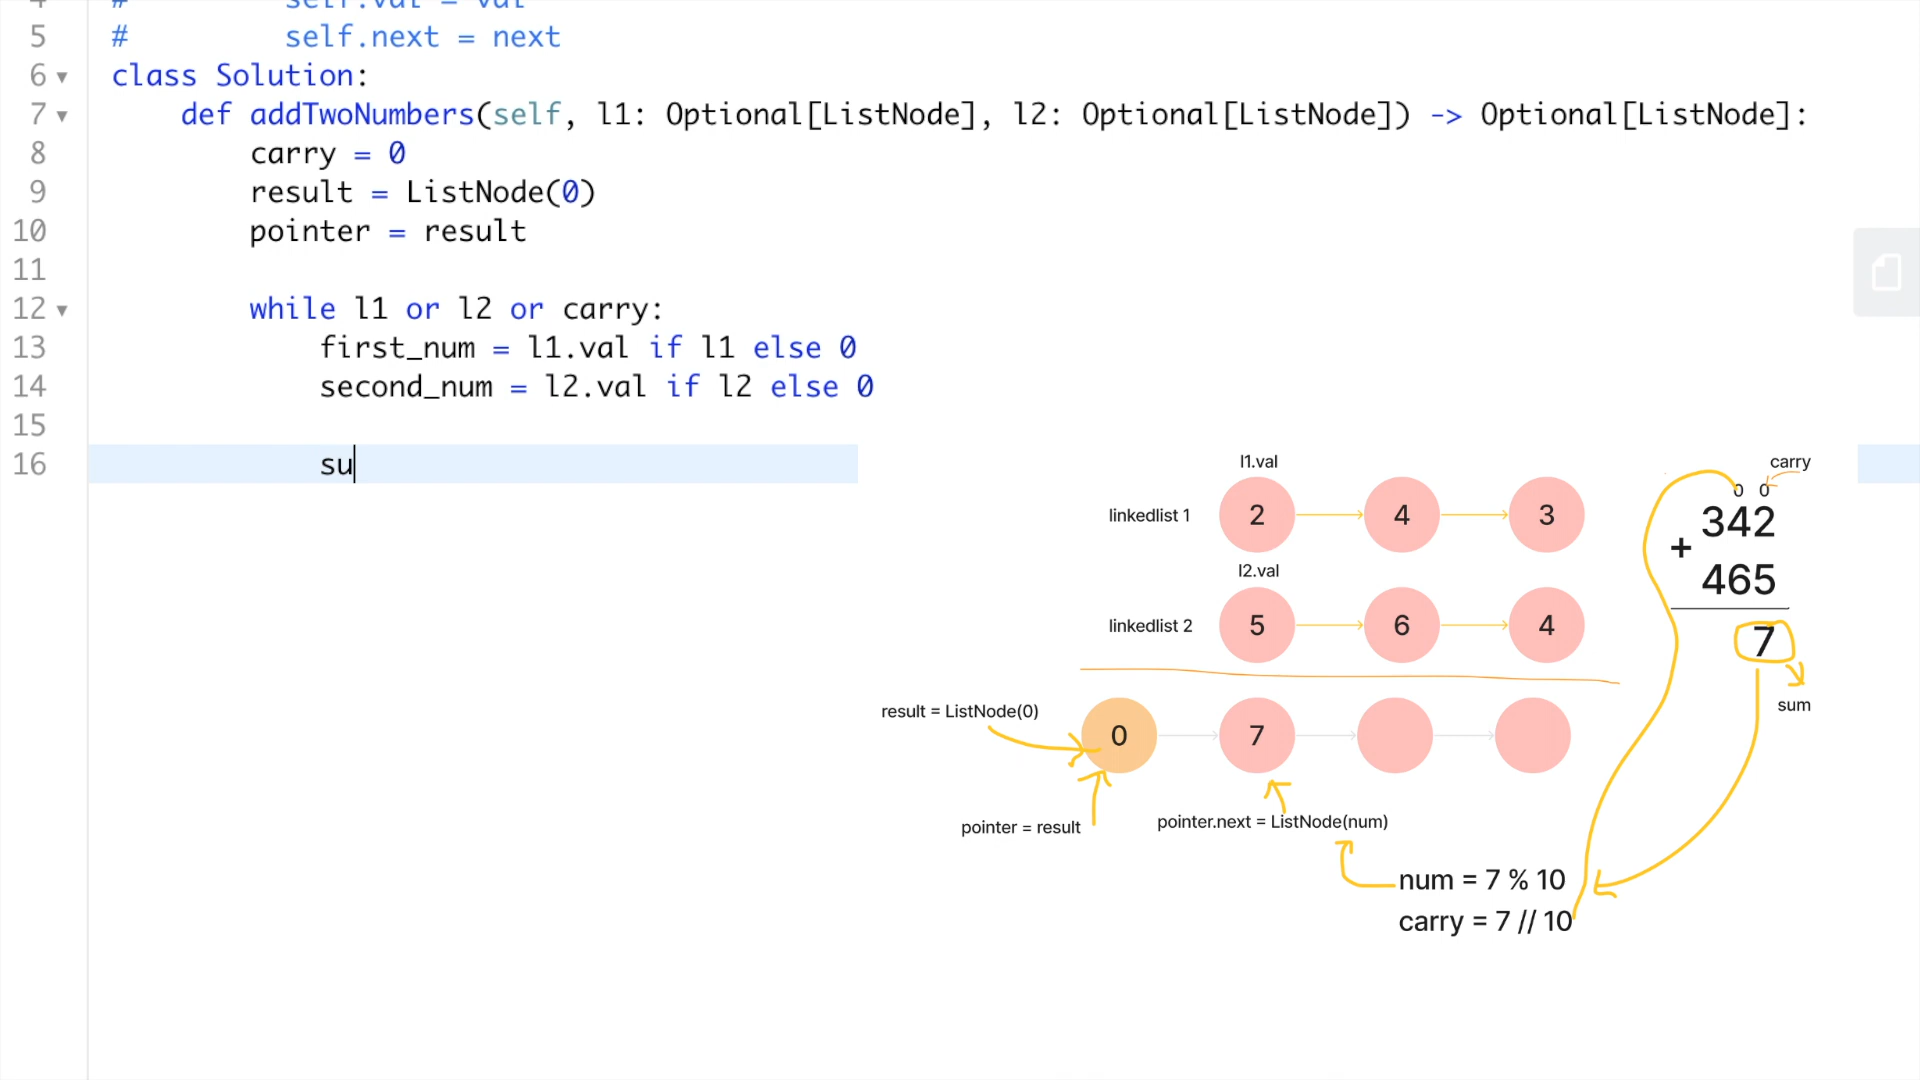 4 # self.val = val
5 # self.next = next
6 class Solution:
7 def addTwoNumbers(self, l1: Optional[ListNode], l2: Optional[ListNode]) -> Optional[ListNode]:
8 carry = 0
9 result = ListNode(0)
10 pointer = result
11
12 while l1 or l2 or carry:
13 first_num = l1.val if l1 else 0
14 second_num = l2.val if l2 else 0
15
16 su
l1.val
carry
0 0
linkedlist 1 2 4 3
342
+
l2.val
465
linkedlist 2 5 6 4
7
sum
result = ListNode(0)
0 7
pointer = result
pointer.next = ListNode(num)
num = 7 % 10
carry = 7 // 10